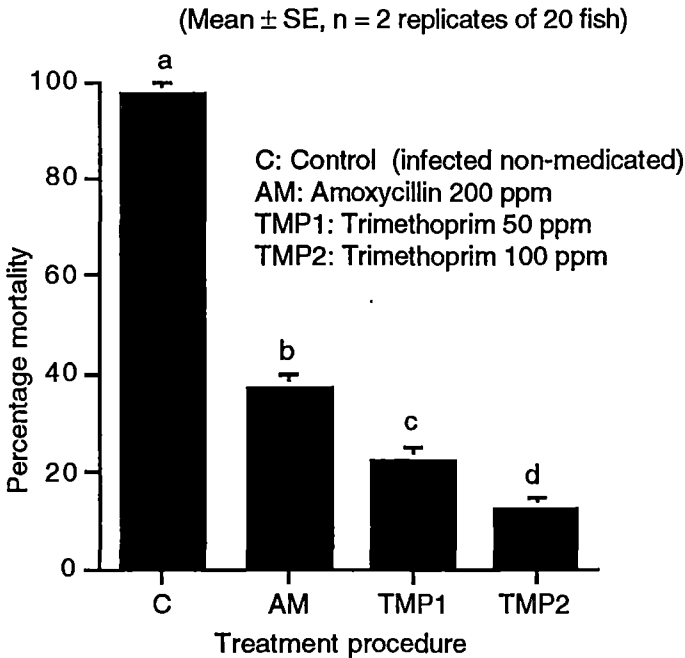 (Mean ± SE, n = 2 replicates of 20 fish)
a
100
C: Control (infected non-medicated)
80
AM: Amoxycillin 200 ppm
TMP1: Trimethoprim 50 ppm
TMP2: Trimethoprim 100 ppm
60
b
40
c
d
20
0
Percentage mortality
C AM TMP1 TMP2
Treatment procedure